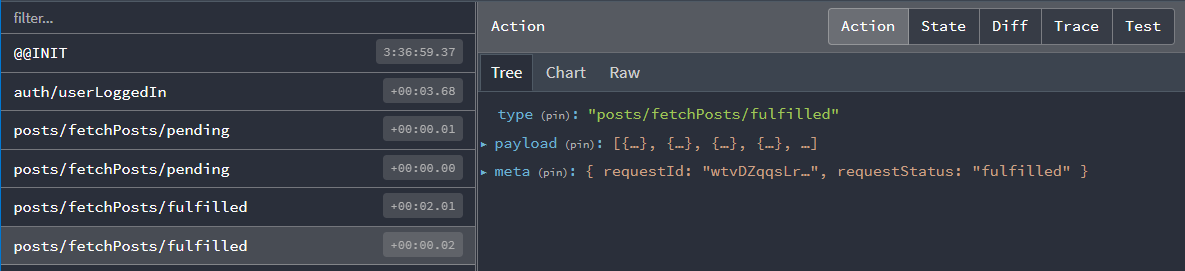 filter...
@@INIT 3:36:59.37
auth/userLoggedIn +00:03.68
posts/fetchPosts/pending +00:00.01
posts/fetchPosts/pending +00:00.00
posts/fetchPosts/fulfilled +00:02.01
posts/fetchPosts/fulfilled +00:00.02
Action Action State Diff Trace Test
Tree Chart Raw
type (pin): "posts/fetchPosts/fulfilled"
▸ payload (pin): [{…}, {…}, {…}, {…}, …]
▸ meta (pin): { requestId: "wtvDZqqsLr…", requestStatus: "fulfilled" }